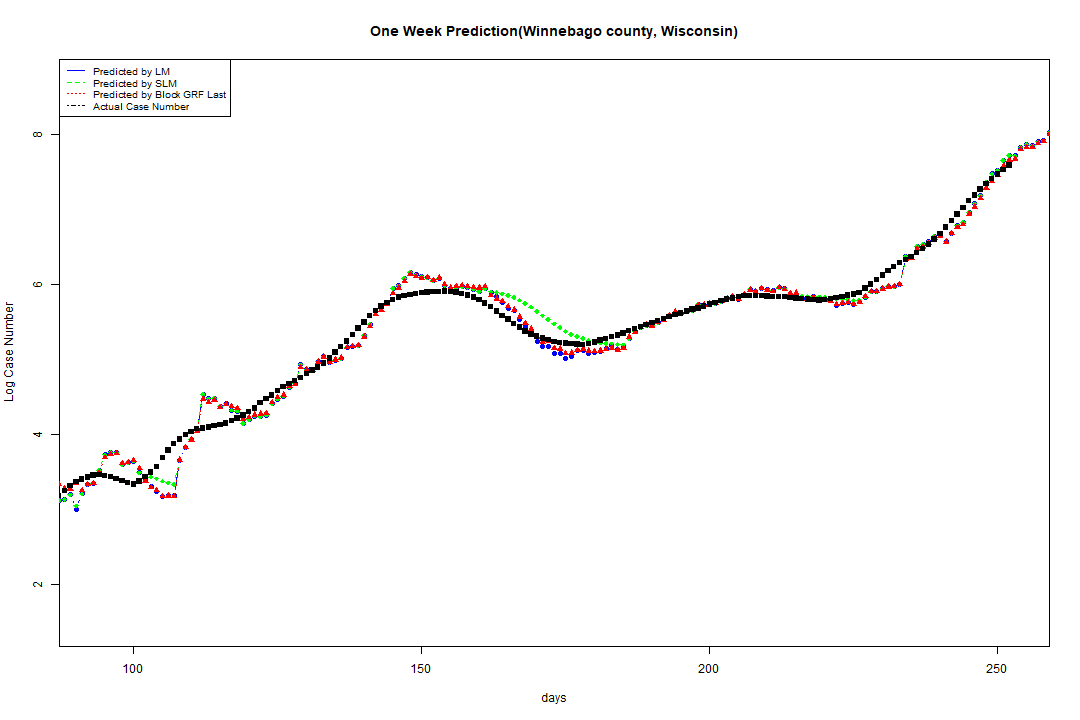 One Week Prediction(Winnebago county, Wisconsin)
Predicted by LM
Predicted by SLM
Predicted by Block GRF Last
Actual Case Number
8
6
4
2
Log Case Number
100 150 200 250
days